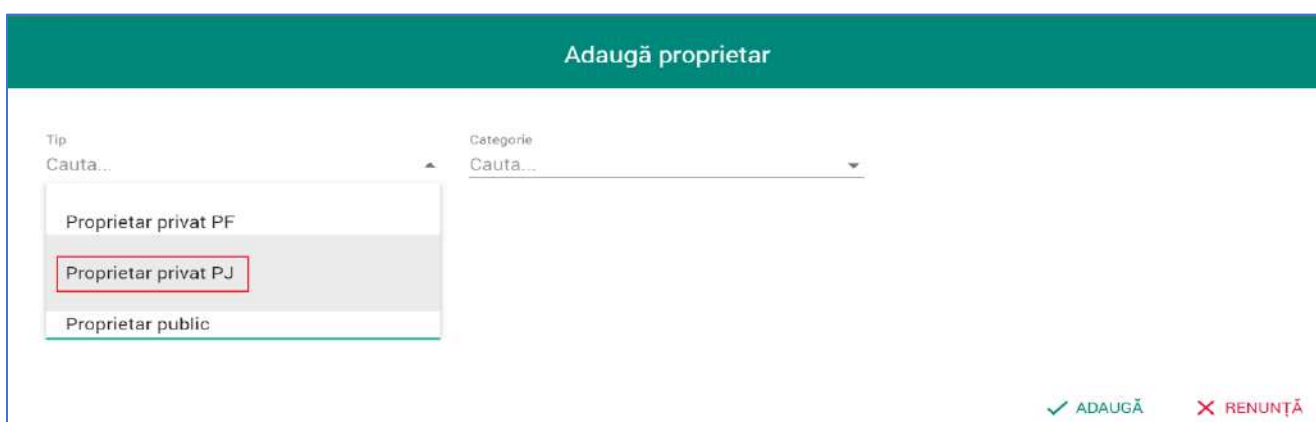 Adaugă proprietar
Tip
Categorie
Cauta...
Cauta...
Proprietar privat PF
Proprietar privat PJ
Proprietar public
ADAUGĂ
RENUNȚĂ